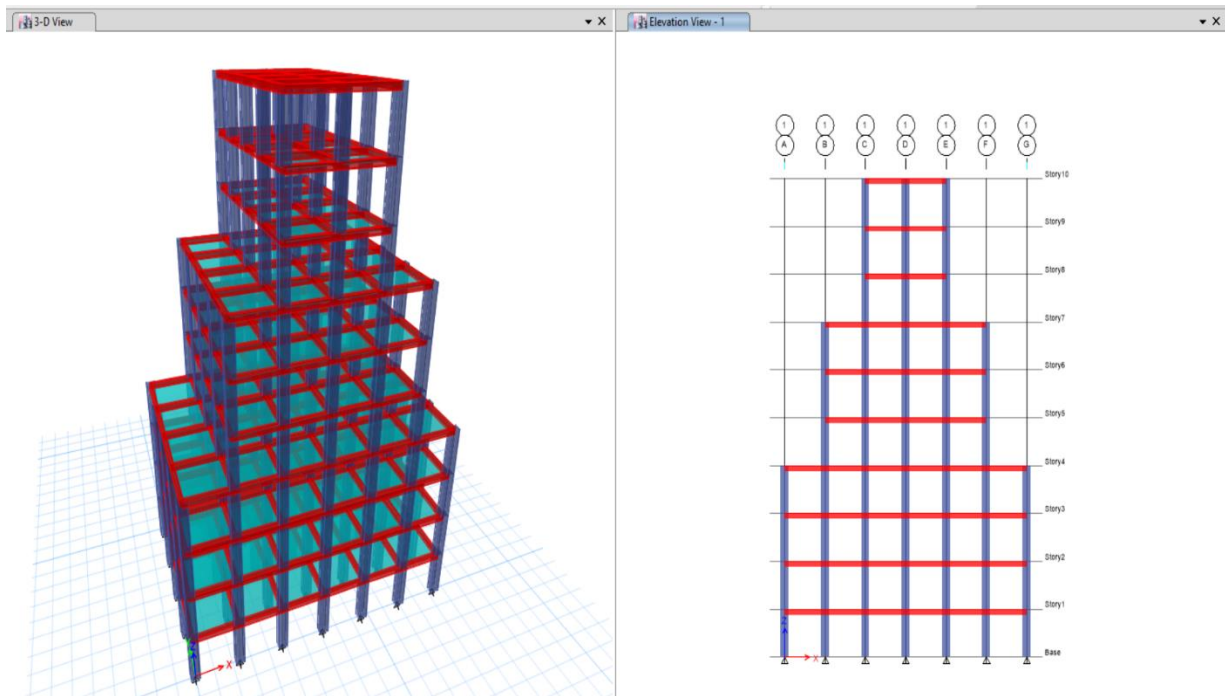 3-D View
X
Z
X
Elevation View - 1
X
1 1 1 1 1 1 1
A B C D E F G
Story10
Story9
Story8
Story7
Story6
Story5
Story4
Story3
Story2
Story1
Z
X
Base